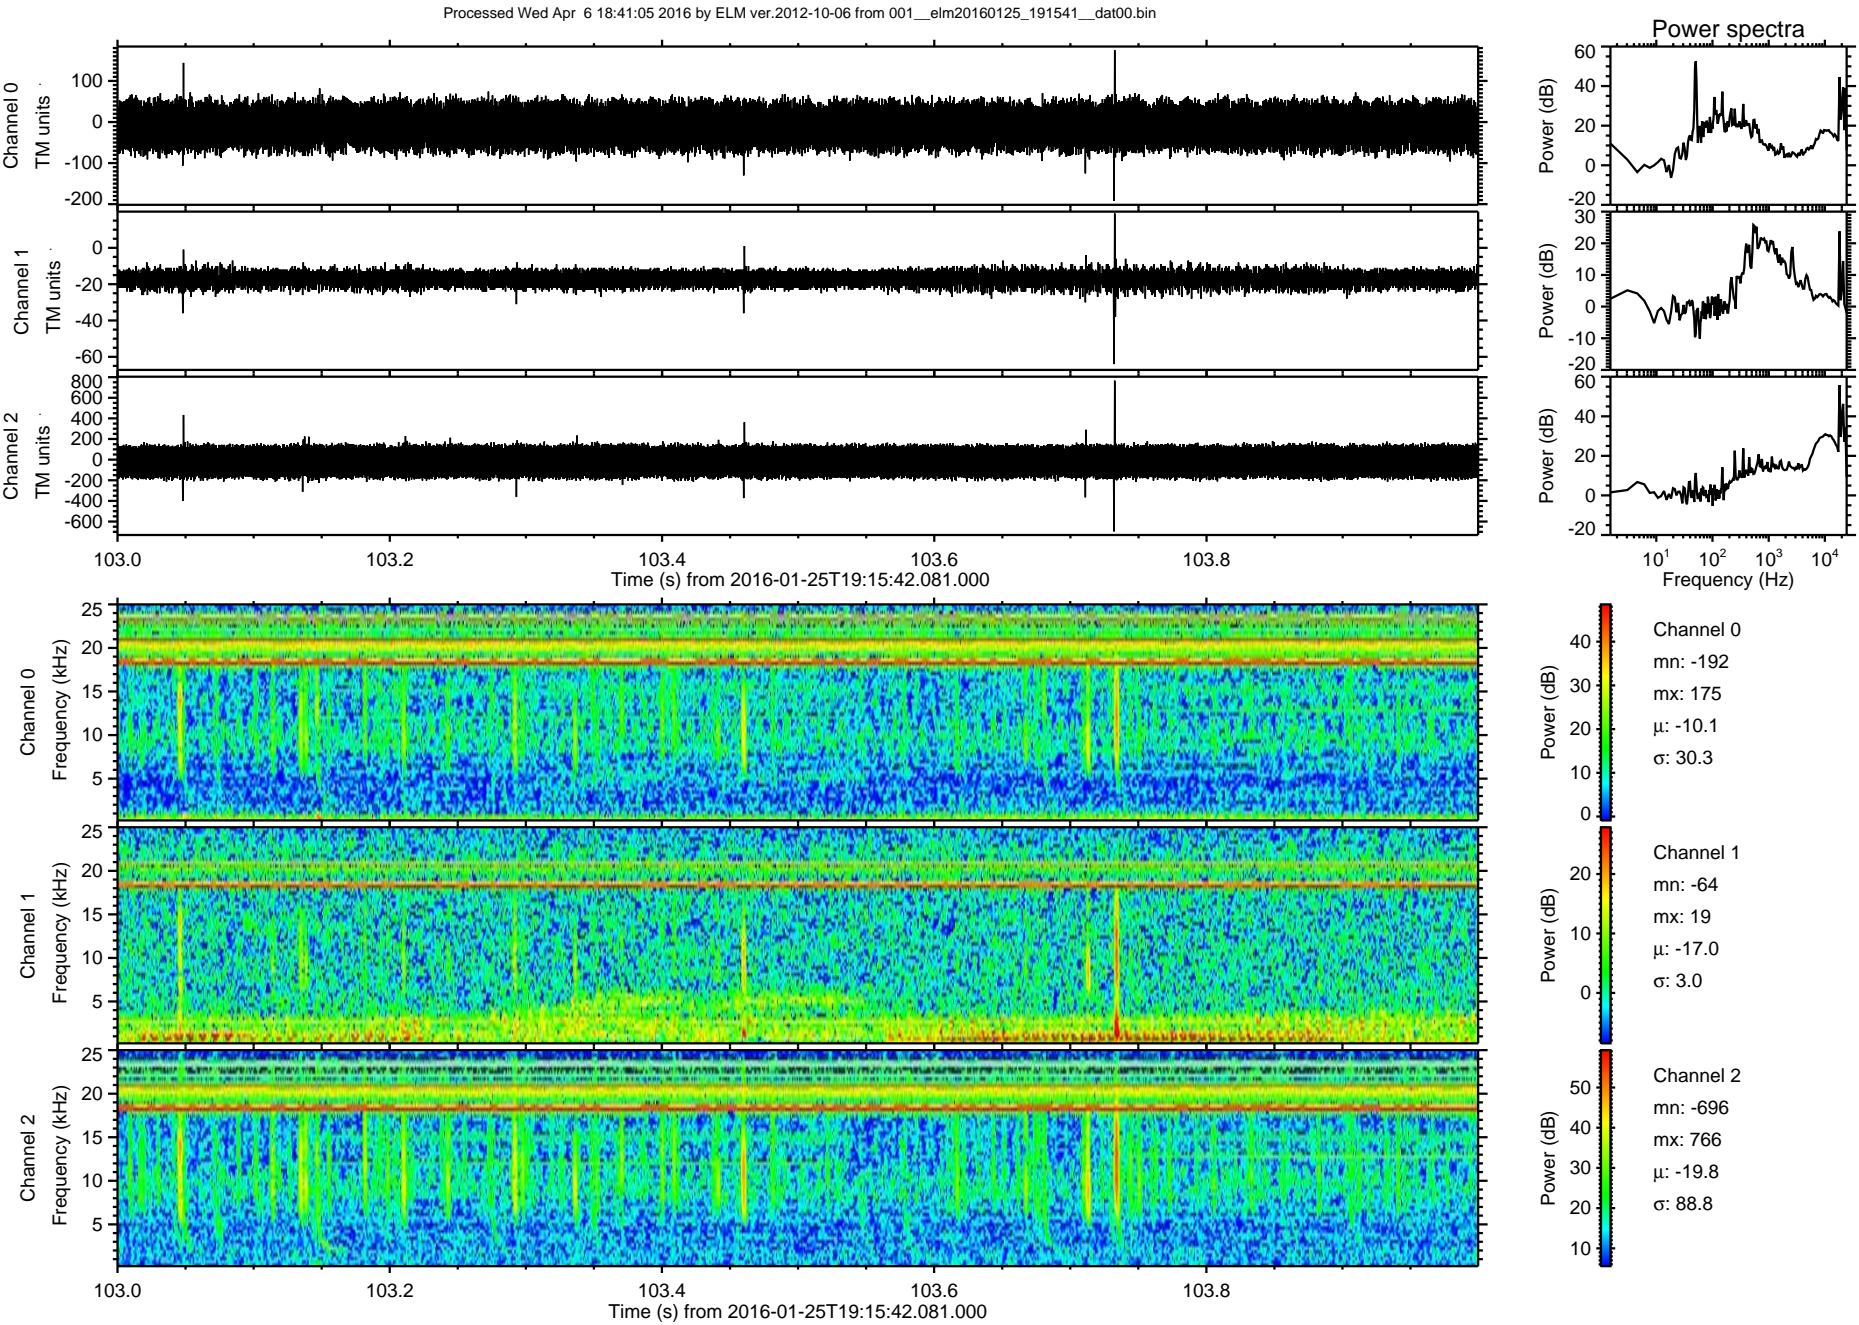 Processed Wed Apr 6 18:41:05 2016 by ELM ver.2012-10-06 from 001__elm20160125_191541__dat00.bin
Power spectra
Channel 0
TM units
100
0
-100
-200
Power (dB)
60
40
20
0
-20
Channel 1
TM units
0
-20
-40
-60
Power (dB)
30
20
10
0
-10
-20
Channel 2
TM units
800
600
400
200
0
-200
-400
-600
Power (dB)
60
40
20
0
-20
103.0 103.2 103.4 103.6 103.8
Time (s) from 2016-01-25T19:15:42.081.000
10¹ 10² 10³ 10⁴
Frequency (Hz)
Channel 0
Frequency (kHz)
25
20
15
10
5
Power (dB)
40
30
20
10
0
Channel 0
mn: -192
mx: 175
μ: -10.1
σ: 30.3
Channel 1
Frequency (kHz)
25
20
15
10
5
Power (dB)
20
10
0
Channel 1
mn: -64
mx: 19
μ: -17.0
σ: 3.0
Channel 2
Frequency (kHz)
25
20
15
10
5
Power (dB)
50
40
30
20
10
Channel 2
mn: -696
mx: 766
μ: -19.8
σ: 88.8
103.0 103.2 103.4 103.6 103.8
Time (s) from 2016-01-25T19:15:42.081.000